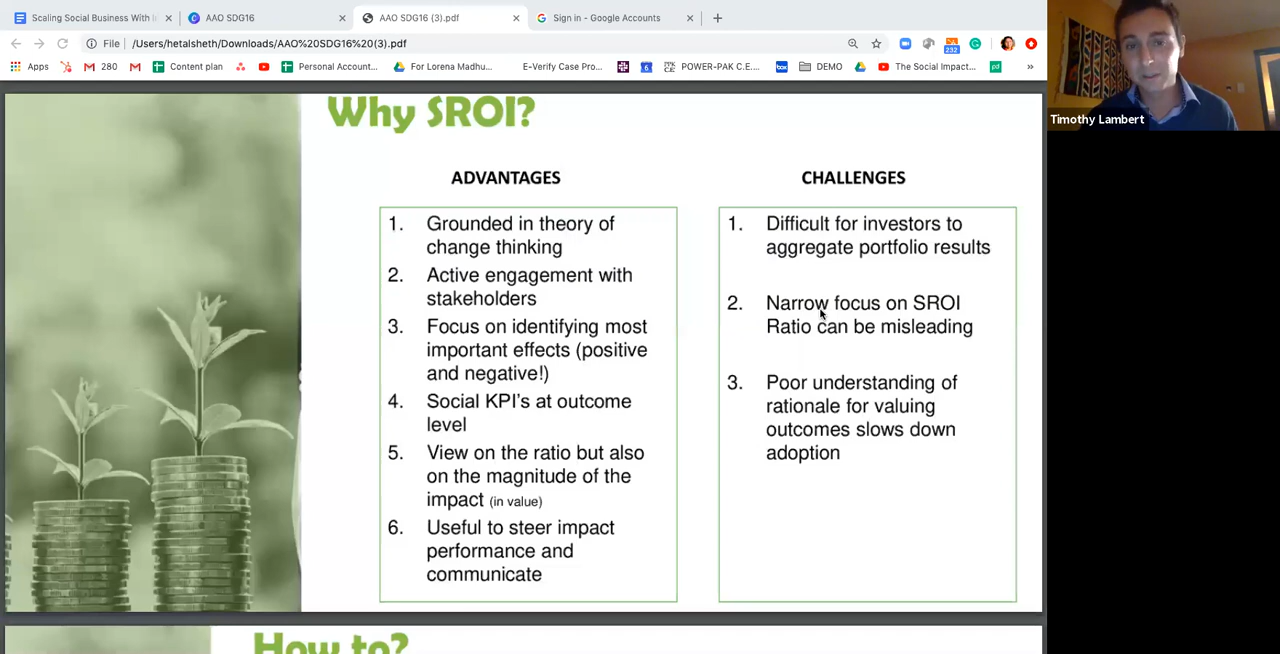 Scaling Social Business With I
AAO SDG16
AAO SDG16 (3).pdf
Sign in - Google Accounts
File
/Users/hetalsheth/Downloads/AAO%20SDG16%20(3).pdf
232
Apps
280
Content plan
Personal Account...
For Lorena Madhu...
E-Verify Case Pro...
6
POWER-PAK C.E....
box
DEMO
The Social Impact...
pd
»
Timothy Lambert
Why SROI?
ADVANTAGES
1. Grounded in theory of
change thinking
2. Active engagement with
stakeholders
3. Focus on identifying most
important effects (positive
and negative!)
4. Social KPI's at outcome
level
5. View on the ratio but also
on the magnitude of the
impact (in value)
6. Useful to steer impact
performance and
communicate
CHALLENGES
1. Difficult for investors to
aggregate portfolio results
2. Narrow focus on SROI
Ratio can be misleading
3. Poor understanding of
rationale for valuing
outcomes slows down
adoption
How to?